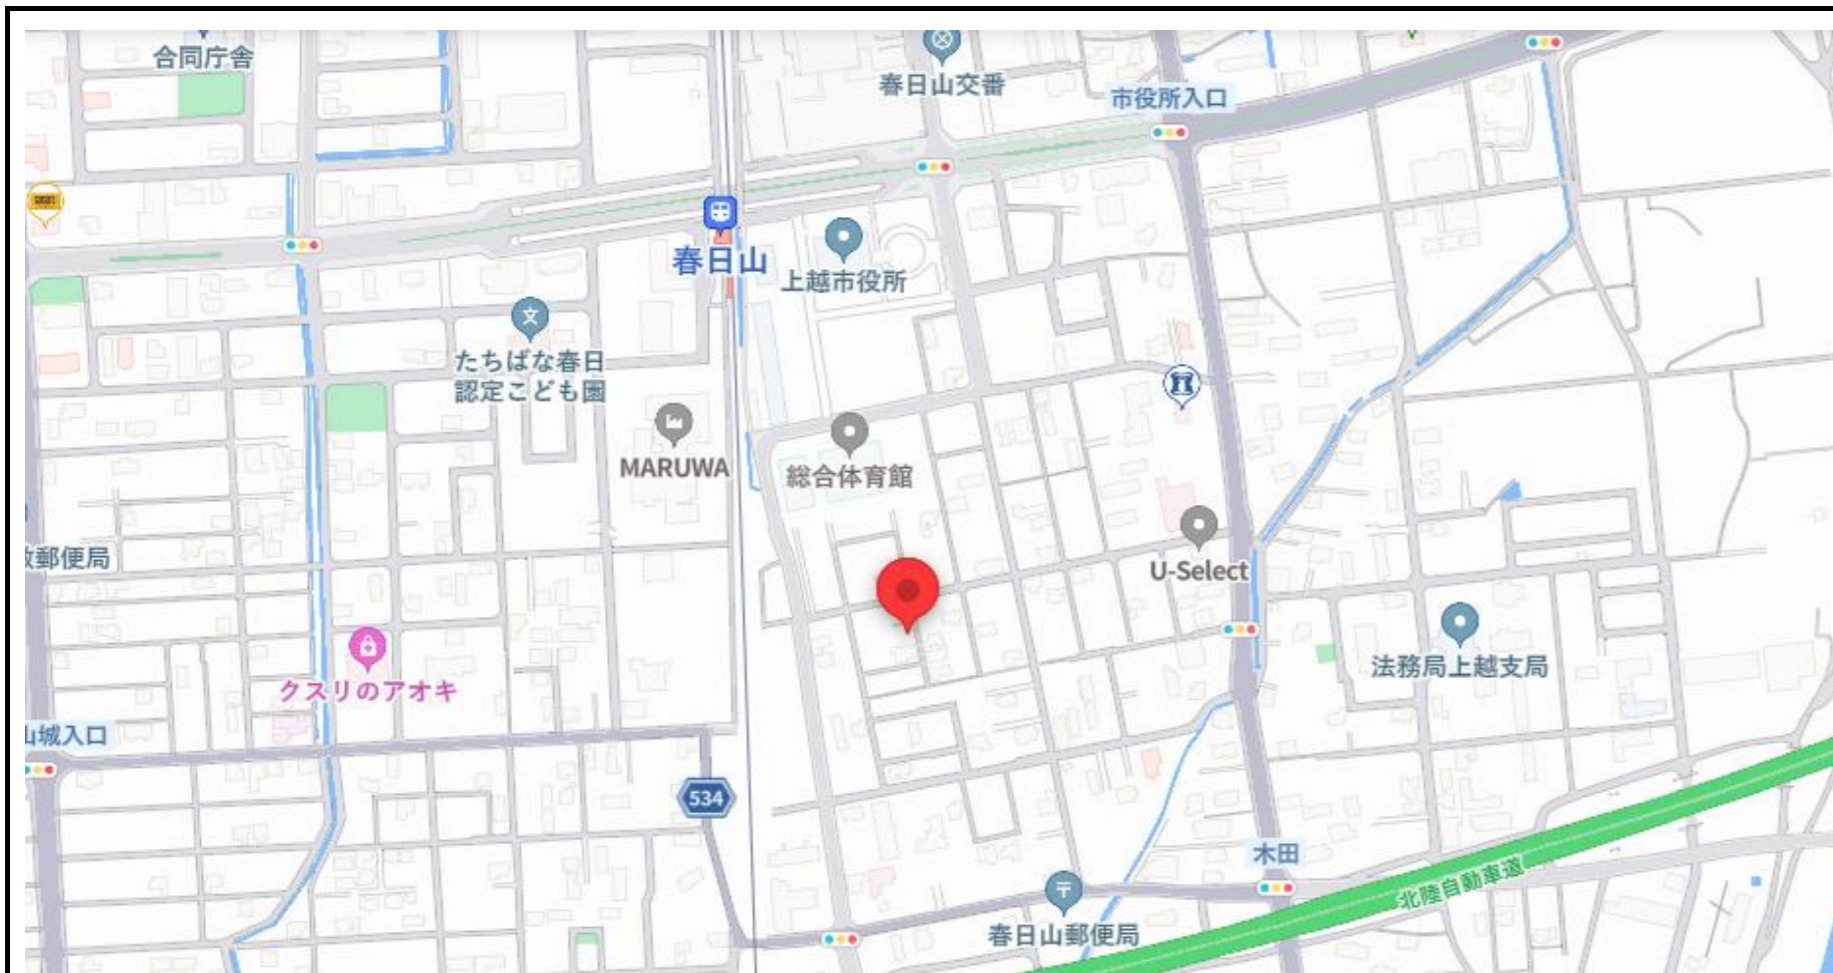 合同庁舎
春日山交番
市役所入口
春日山
上越市役所
たちばな春日
認定こども園
MARUWA
総合体育館
郵便局
U-Select
法務局上越支局
クスリのアオキ
山城入口
534
木田
北陸自動車道
春日山郵便局